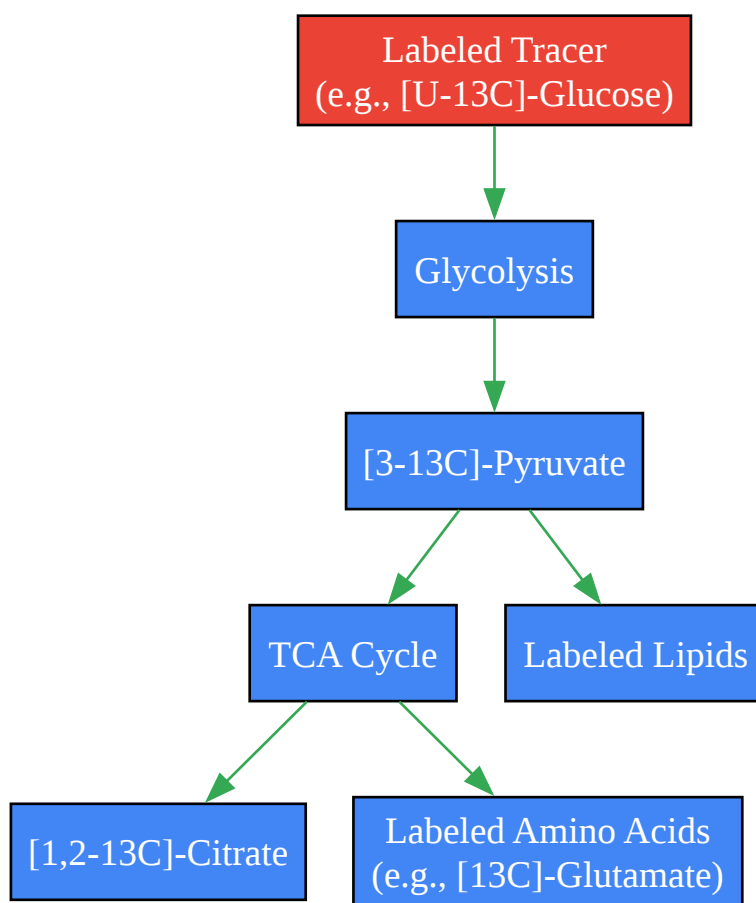 Labeled Tracer
(e.g., [U-13C]-Glucose)
Glycolysis
[3-13C]-Pyruvate
TCA Cycle
Labeled Lipids
[1,2-13C]-Citrate
Labeled Amino Acids
(e.g., [13C]-Glutamate)